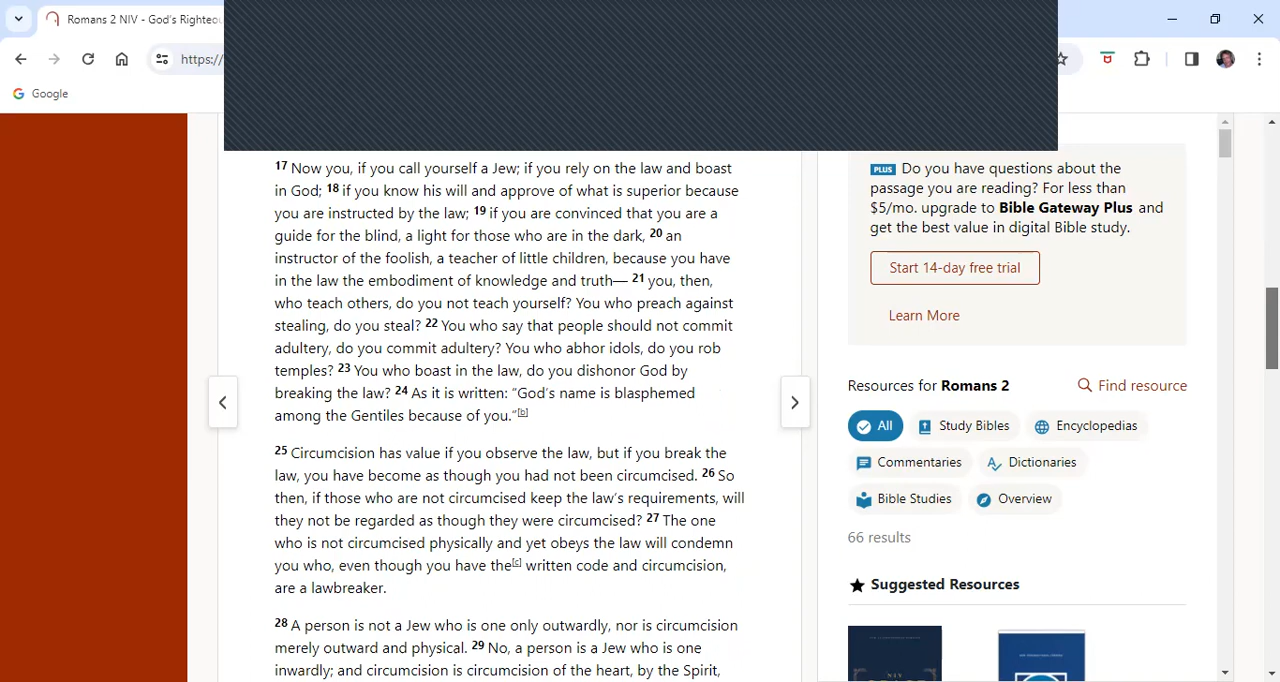 Romans 2 NIV - God's Righteou
https://
Google
17 Now you, if you call yourself a Jew; if you rely on the law and boast
in God; 18 if you know his will and approve of what is superior because
you are instructed by the law; 19 if you are convinced that you are a
guide for the blind, a light for those who are in the dark, 20 an
instructor of the foolish, a teacher of little children, because you have
in the law the embodiment of knowledge and truth— 21 you, then,
who teach others, do you not teach yourself? You who preach against
stealing, do you steal? 22 You who say that people should not commit
adultery, do you commit adultery? You who abhor idols, do you rob
temples? 23 You who boast in the law, do you dishonor God by
breaking the law? 24 As it is written: “God’s name is blasphemed
among the Gentiles because of you.”[b]
25 Circumcision has value if you observe the law, but if you break the
law, you have become as though you had not been circumcised. 26 So
then, if those who are not circumcised keep the law’s requirements, will
they not be regarded as though they were circumcised? 27 The one
who is not circumcised physically and yet obeys the law will condemn
you who, even though you have the[c] written code and circumcision,
are a lawbreaker.
28 A person is not a Jew who is one only outwardly, nor is circumcision
merely outward and physical. 29 No, a person is a Jew who is one
inwardly; and circumcision is circumcision of the heart, by the Spirit,
PLUS Do you have questions about the
passage you are reading? For less than
$5/mo. upgrade to Bible Gateway Plus and
get the best value in digital Bible study.
Start 14-day free trial
Learn More
Resources for Romans 2 Find resource
All Study Bibles Encyclopedias
Commentaries Dictionaries
Bible Studies Overview
66 results
Suggested Resources
NIV